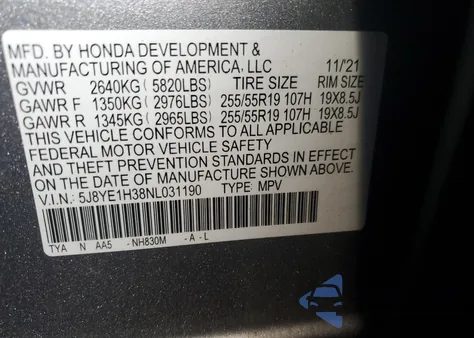 MFD. BY HONDA DEVELOPMENT &
MANUFACTURING OF AMERICA, LLC 11/'21
GVWR 2640KG (5820LBS) TIRE SIZE RIM SIZE
GAWR F 1350KG (2976LBS) 255/55R19 107H 19X8.5J
GAWR R 1345KG (2965LBS) 255/55R19 107H 19X8.5J
THIS VEHICLE CONFORMS TO ALL APPLICABLE
FEDERAL MOTOR VEHICLE SAFETY
AND THEFT PREVENTION STANDARDS IN EFFECT
ON THE DATE OF MANUFACTURE SHOWN ABOVE.
V.I.N.: 5J8YE1H38NL031190 TYPE: MPV
TYA N AA5 -NH830M -A-L